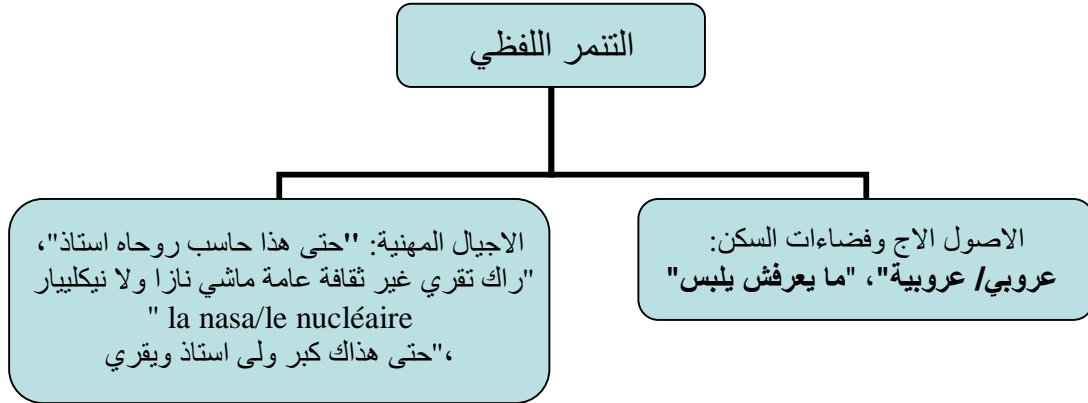 التنمر اللفظي
الاصول الاج وفضاءات السكن:
عروبي/ عروبية"، "ما يعرفش يلبس"
الاجيال المهنية: "حتى هذا حاسب روحاه استاذ"،
"راك تقري غير ثقافة عامة ماشي نازا ولا نيكلييار
la nasa/le nucléaire "
،"حتى هذاك كبر ولى استاذ ويقري